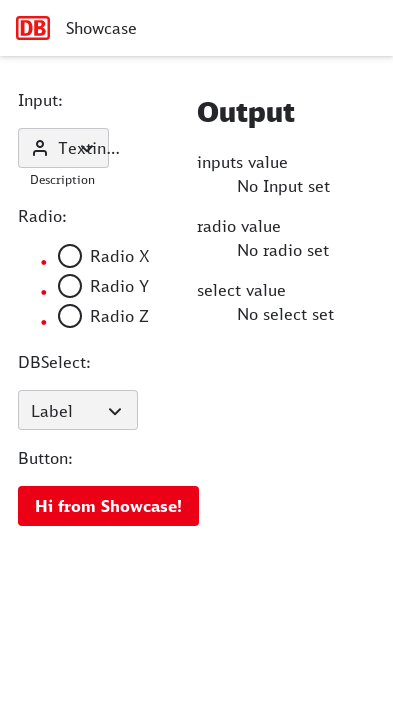 DB Showcase
Input:
Description
Radio:
Radio X
Radio Y
Radio Z
DBSelect:
Label
Button:
Hi from Showcase!
Output
inputs value
No Input set
radio value
No radio set
select value
No select set